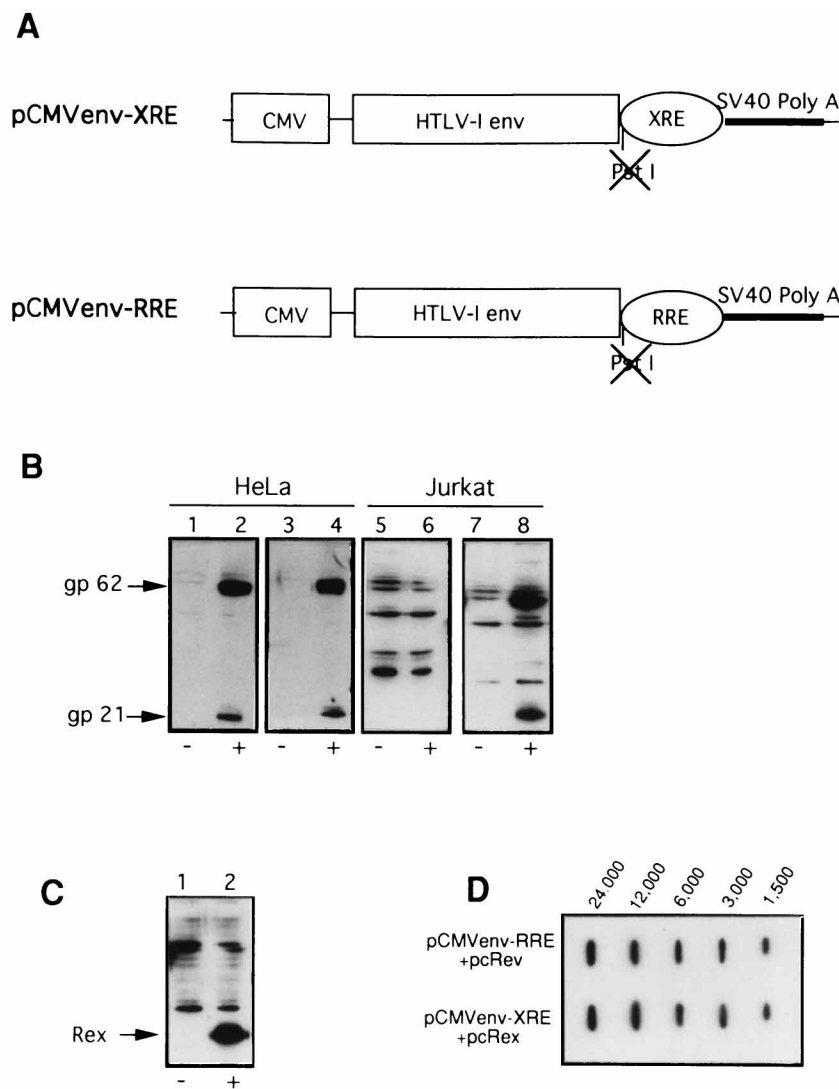 A
pCMVenv-XRE
CMV
HTLV-I env
XRE
SV40 Poly A
Pst I
pCMVenv-RRE
CMV
HTLV-I env
RRE
SV40 Poly A
Pst I
B
HeLa
Jurkat
1 2 3 4 5 6 7 8
gp 62
gp 21
- + - + - + - +
C
1 2
Rex
- +
D
24.000 12.000 6.000 3.000 1.500
pCMVenv-RRE
+pcRev
pCMVenv-XRE
+pcRex